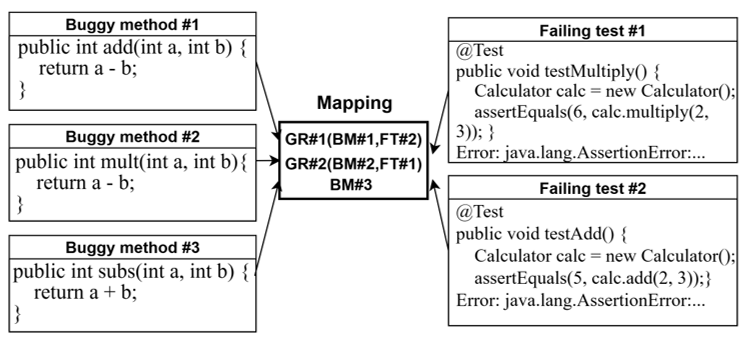 Buggy method #1
public int add(int a, int b) {
return a - b;
}
Buggy method #2
public int mult(int a, int b){
return a - b;
}
Buggy method #3
public int subs(int a, int b) {
return a + b;
}
Mapping
GR#1(BM#1,FT#2)
GR#2(BM#2,FT#1)
BM#3
Failing test #1
@Test
public void testMultiply() {
Calculator calc = new Calculator();
assertEquals(6, calc.multiply(2,
3)); }
Error: java.lang.AssertionError:...
Failing test #2
@Test
public void testAdd() {
Calculator calc = new Calculator();
assertEquals(5, calc.add(2, 3));}
Error: java.lang.AssertionError:...